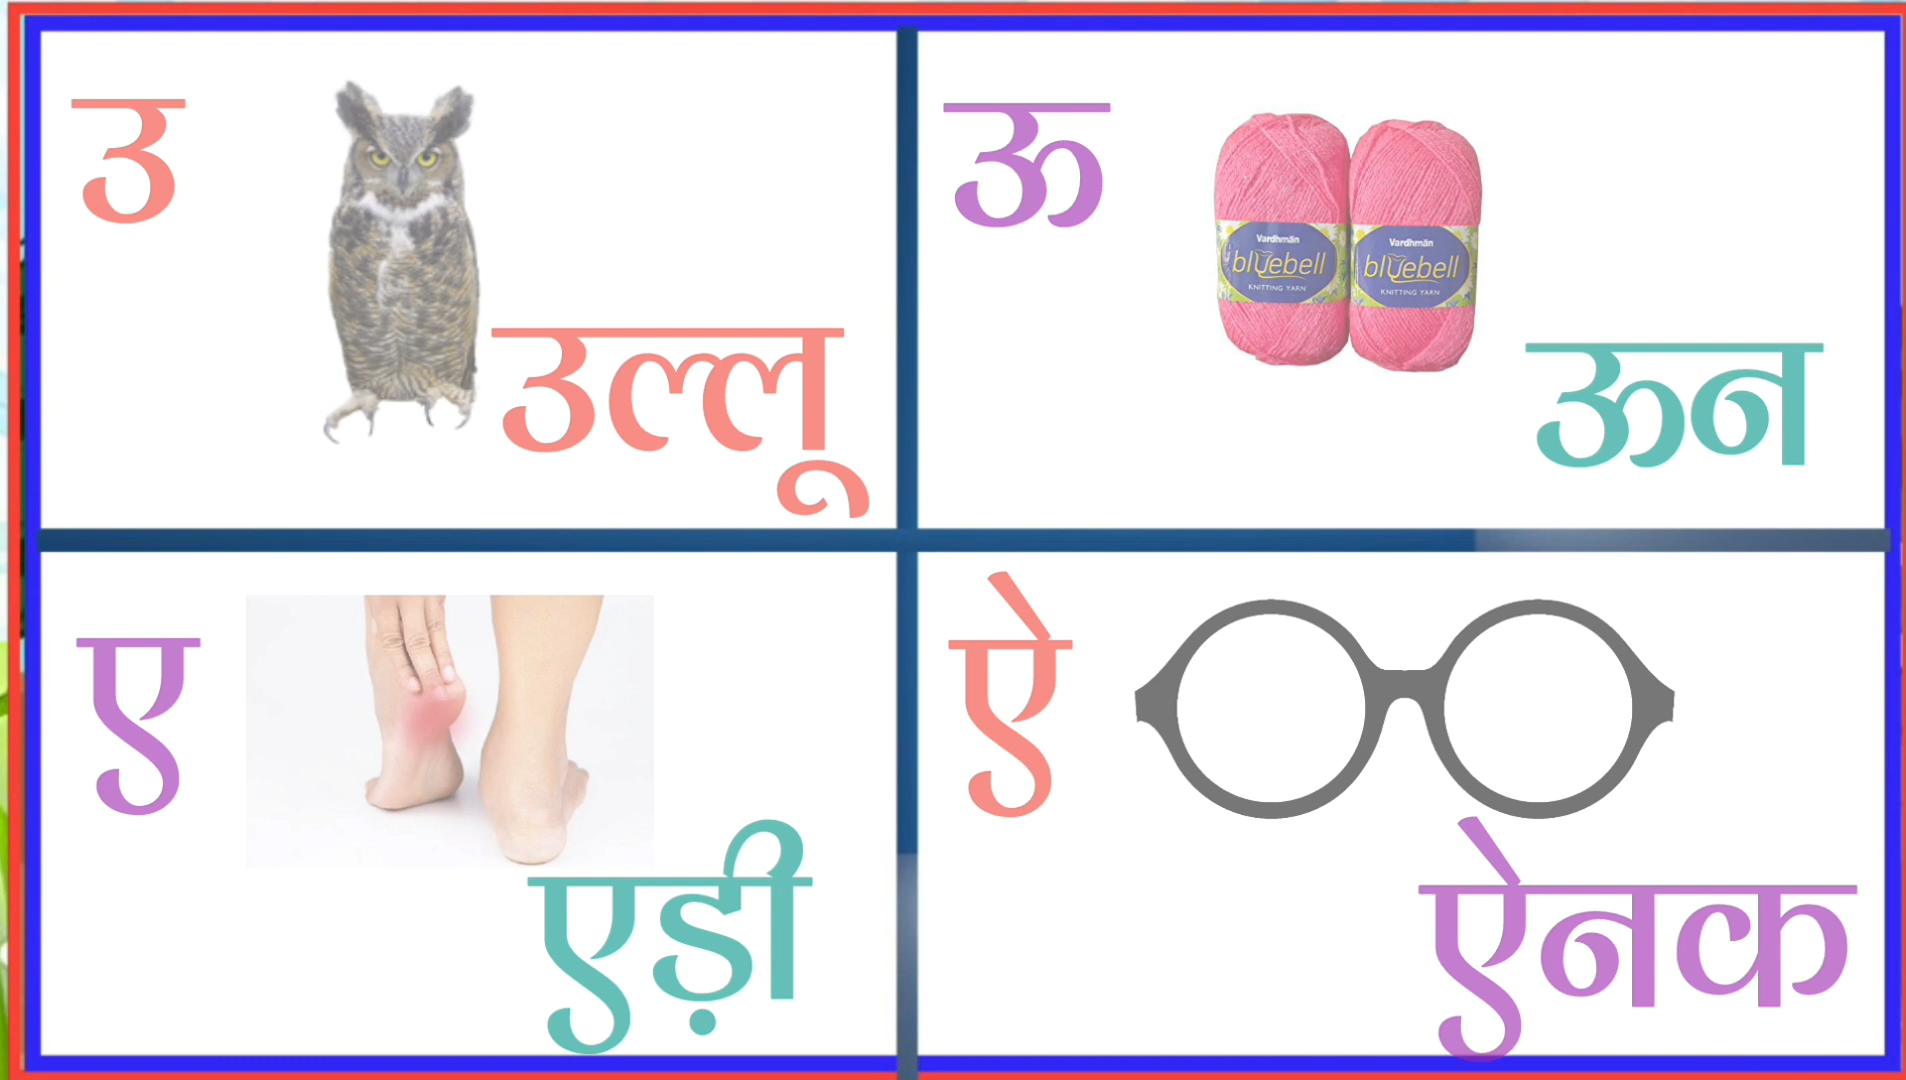 उ
उल्लू
ऊ
Vardhmān
bluebell
KNITTING YARN
Vardhmān
bluebell
KNITTING YARN
ऊन
ए
एड़ी
ऐ
ऐनक